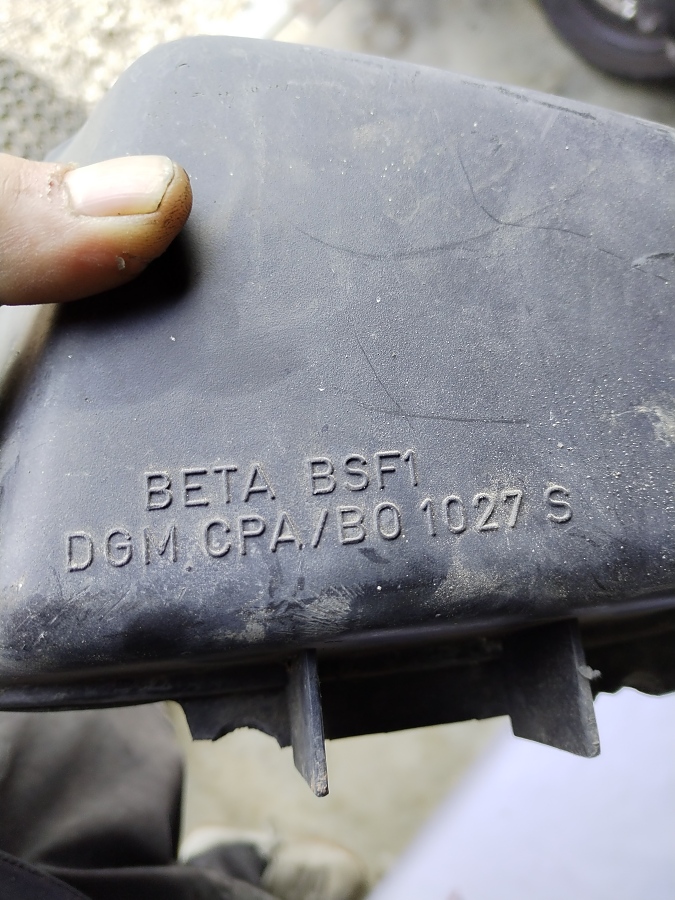 BETA BSF1
DGM CPA/BO 1027 S